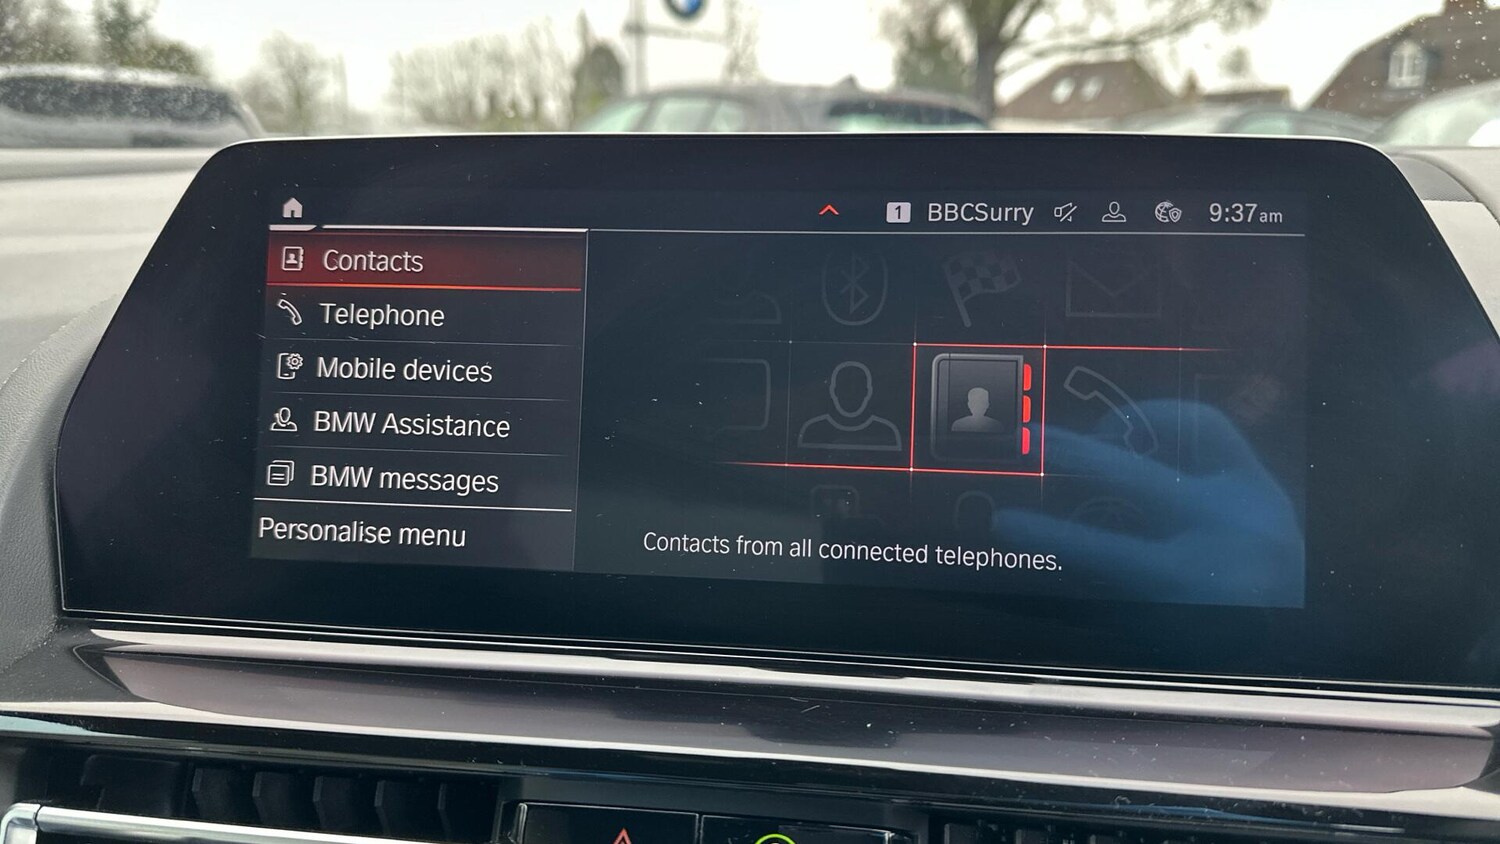 1 BBCSurry 9:37am
Contacts
Telephone
Mobile devices
BMW Assistance
BMW messages
Personalise menu
Contacts from all connected telephones.